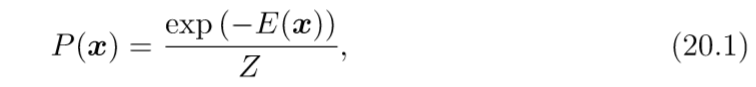 P(x) = exp (−E(x)) / Z, (20.1)